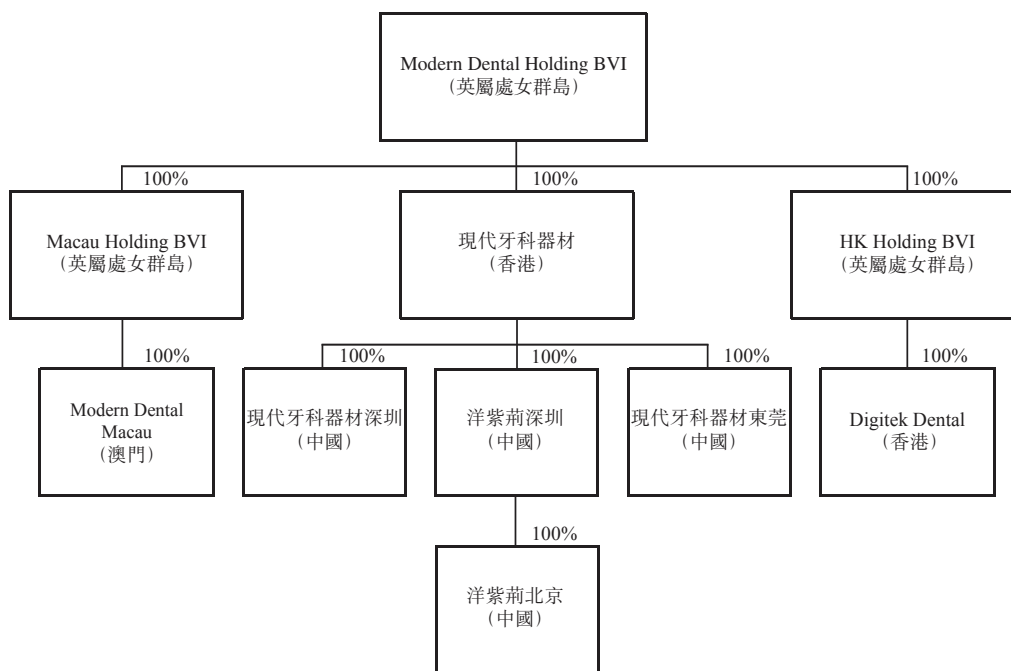 Modern Dental Holding BVI
(英屬處女群島)
100%
100%
100%
Macau Holding BVI
(英屬處女群島)
現代牙科器材
(香港)
HK Holding BVI
(英屬處女群島)
100%
100%
100%
100%
100%
Modern Dental
Macau
(澳門)
現代牙科器材深圳
(中國)
洋紫荊深圳
(中國)
現代牙科器材東莞
(中國)
Digitek Dental
(香港)
100%
洋紫荊北京
(中國)